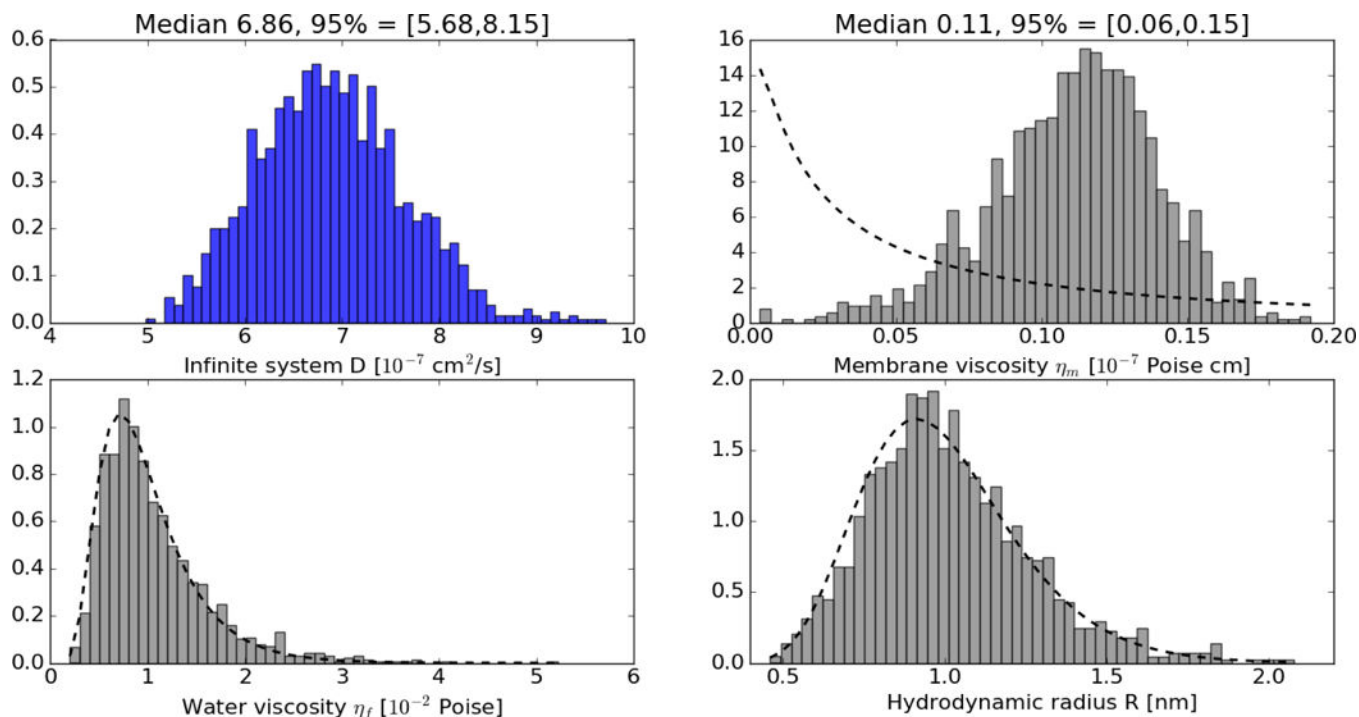 Median 6.86, 95% = [5.68,8.15]
0.6
0.5
0.4
0.3
0.2
0.1
0.0
4 5 6 7 8 9 10
Infinite system D [10⁻⁷ cm²/s]
Median 0.11, 95% = [0.06,0.15]
16
14
12
10
8
6
4
2
0
0.00 0.05 0.10 0.15 0.20
Membrane viscosity ηₘ [10⁻⁷ Poise cm]
1.2
1.0
0.8
0.6
0.4
0.2
0.0
0 1 2 3 4 5 6
Water viscosity η_f [10⁻² Poise]
2.0
1.5
1.0
0.5
0.0
0.5 1.0 1.5 2.0
Hydrodynamic radius R [nm]